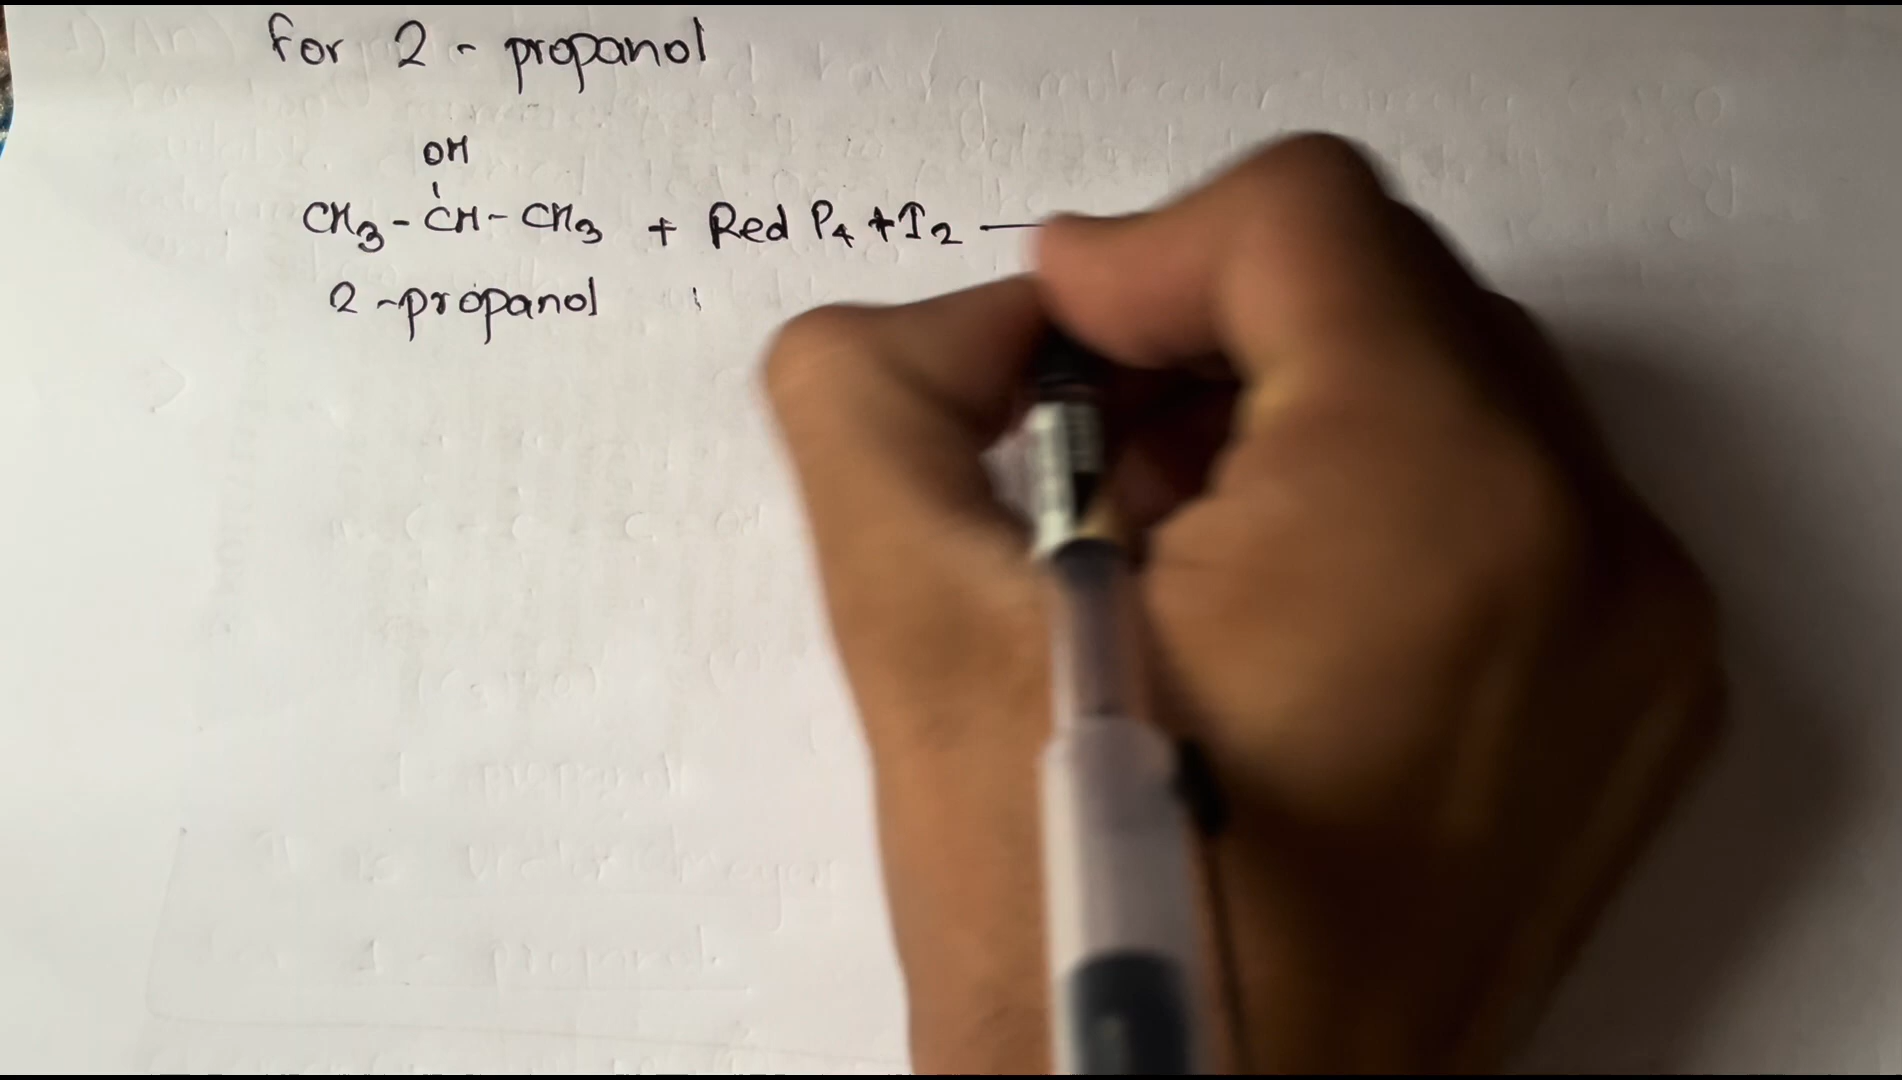 for 2 - propanol
OH
CH3 - CH - CH3 + Red P4 + I2
2 - propanol